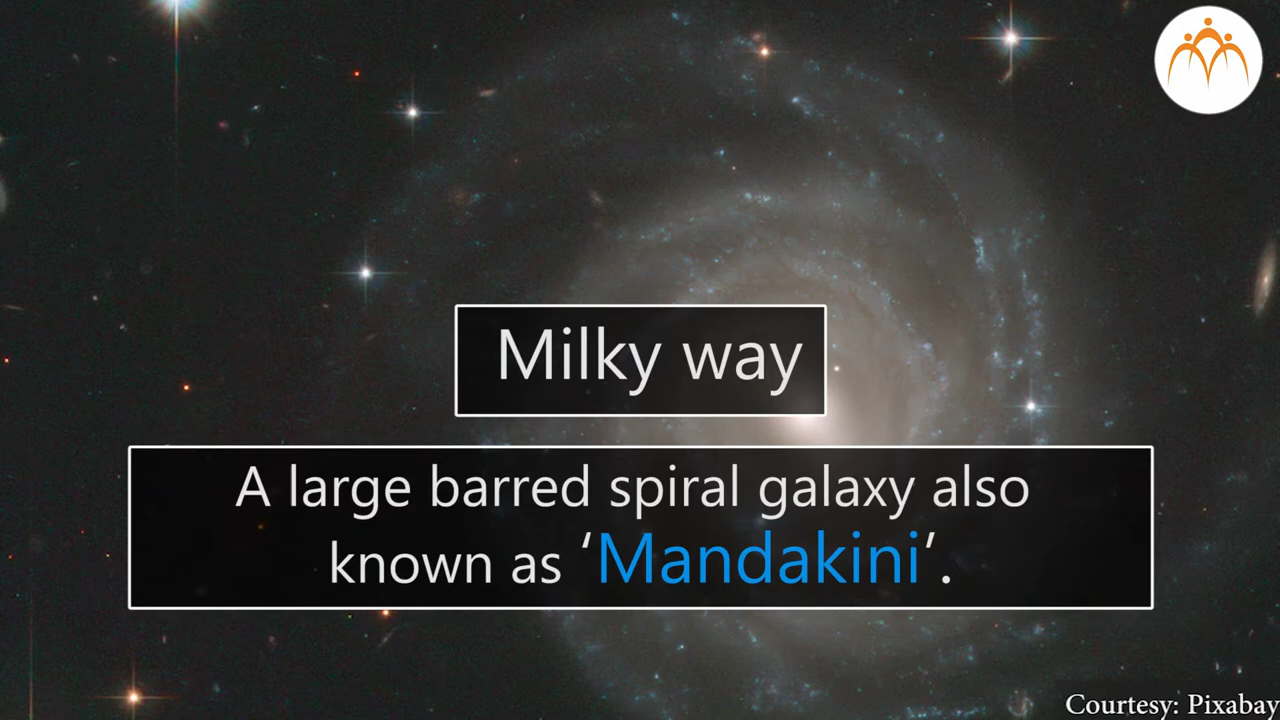 Milky way
A large barred spiral galaxy also
known as ‘Mandakini’.
Courtesy: Pixabay